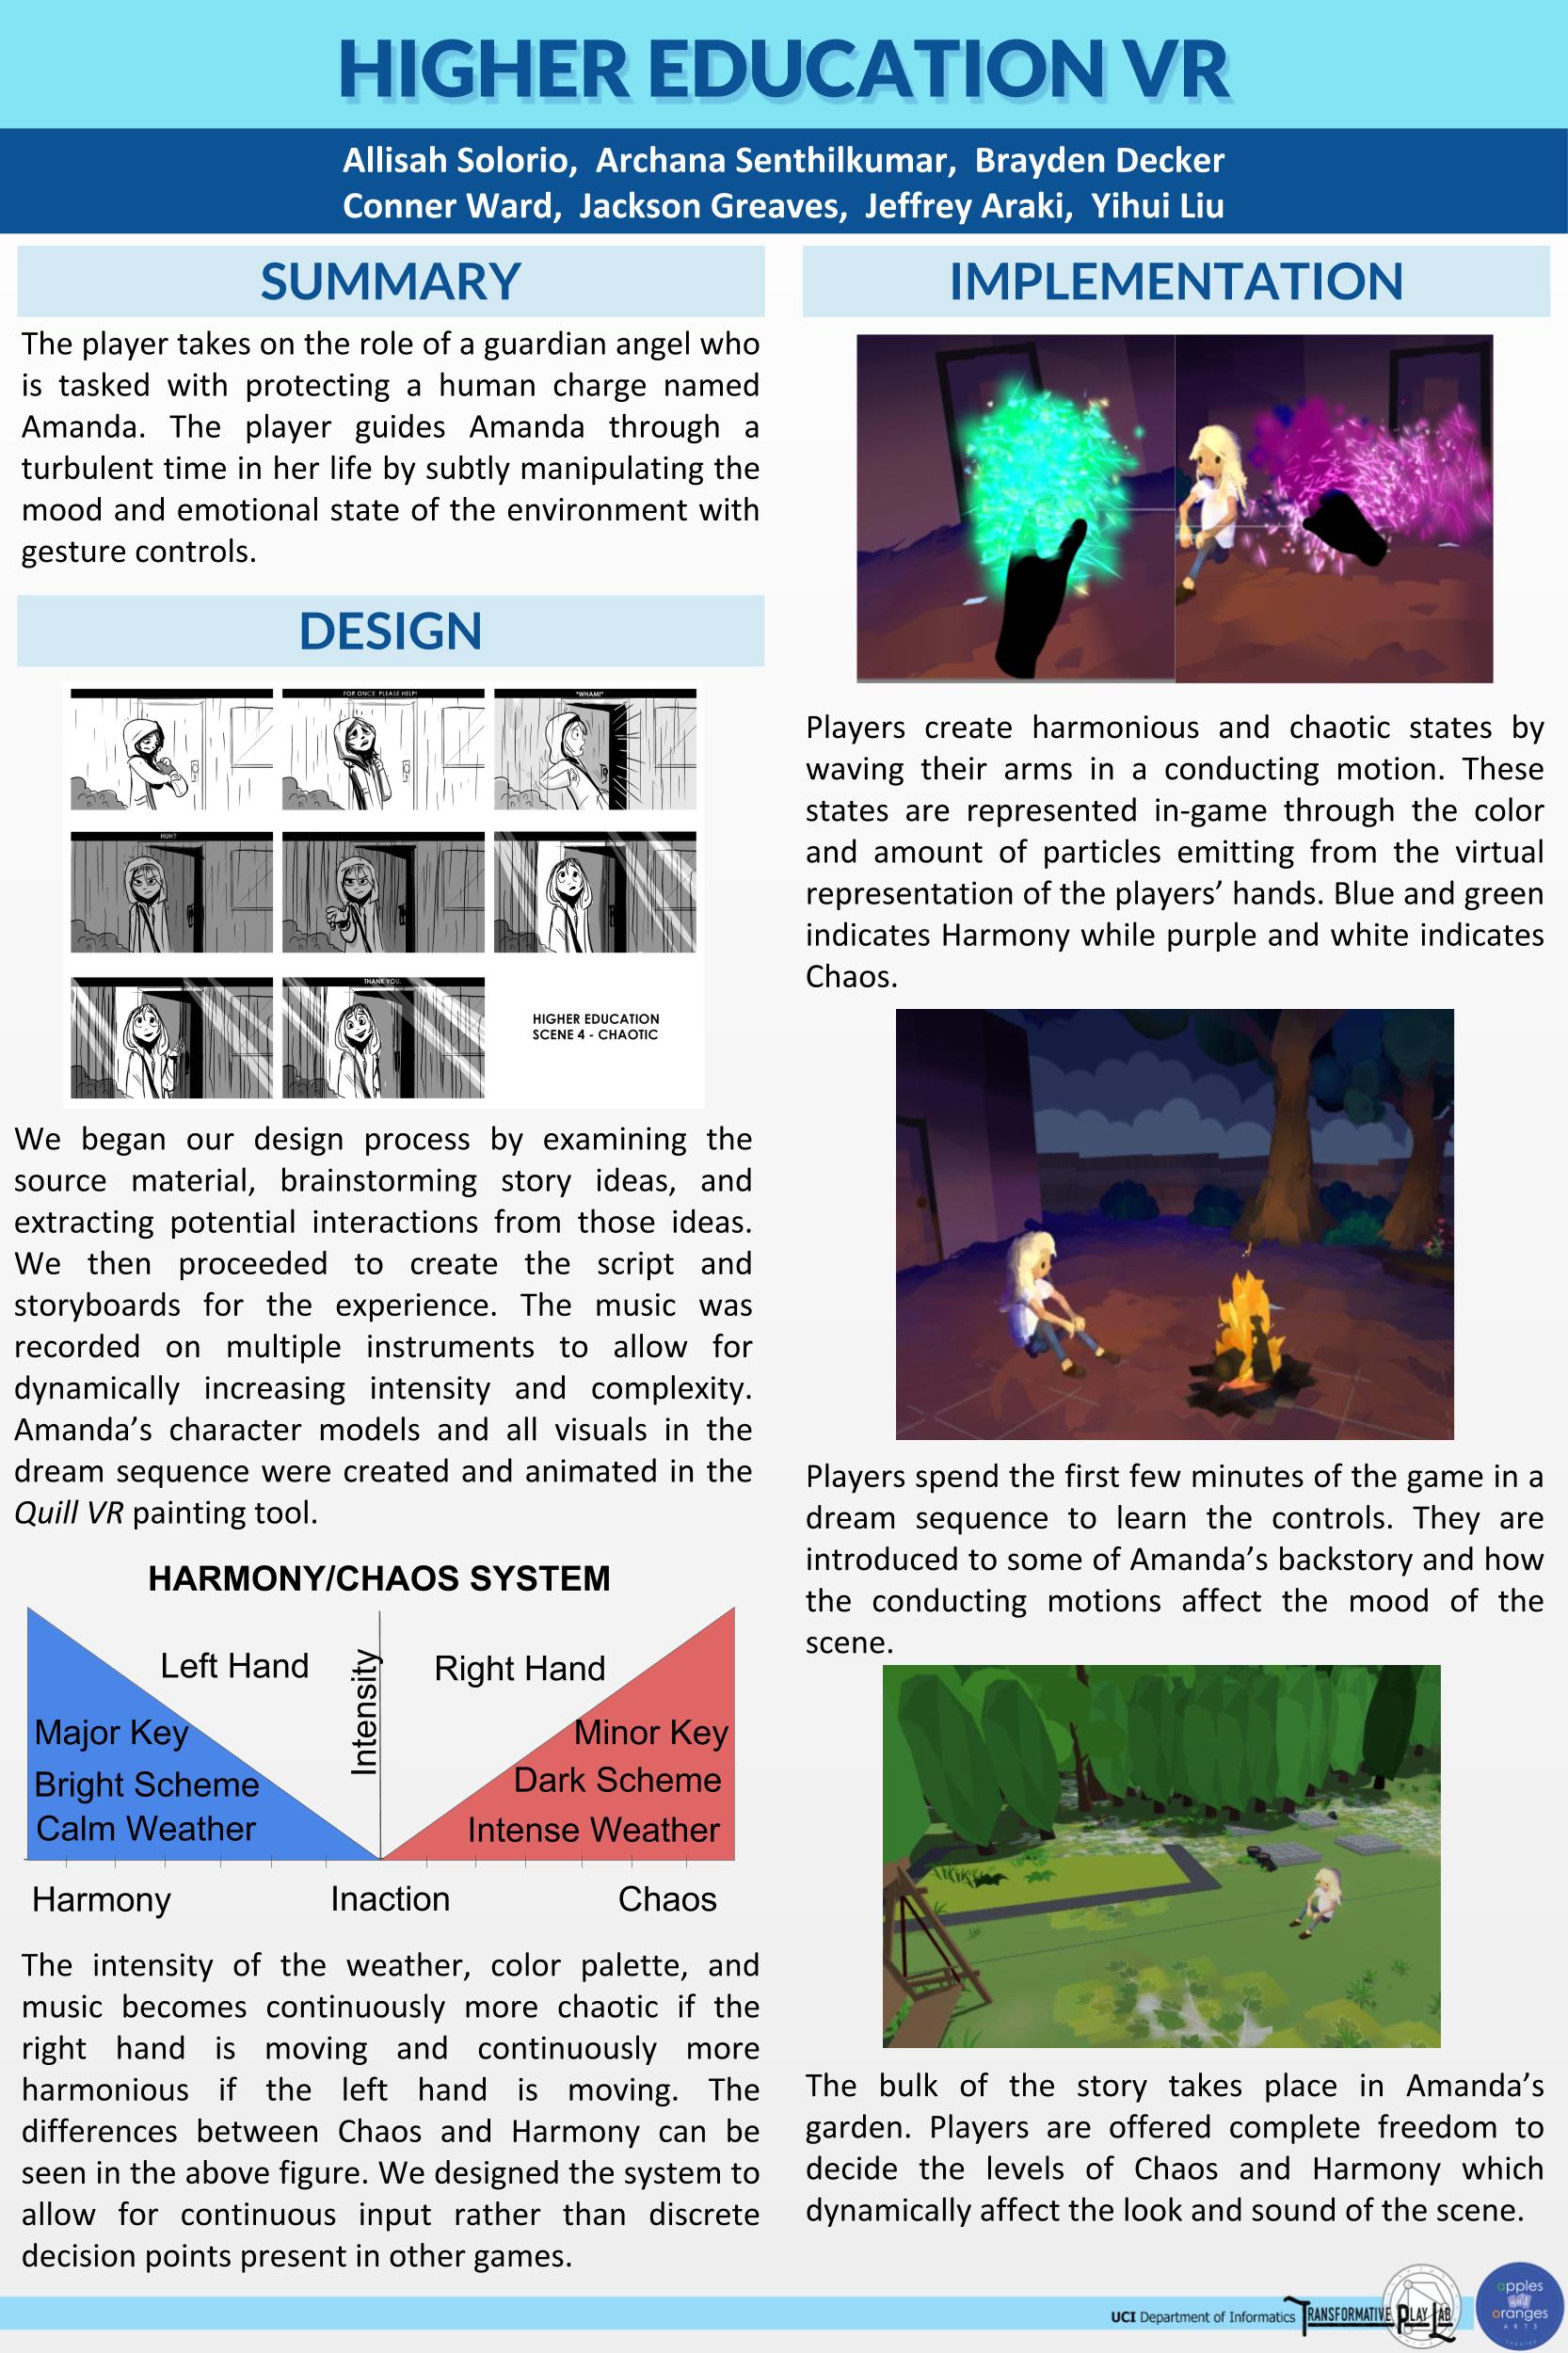 HIGHER EDUCATION VR
Allisah Solorio, Archana Senthilkumar, Brayden Decker
Conner Ward, Jackson Greaves, Jeffrey Araki, Yihui Liu
SUMMARY
The player takes on the role of a guardian angel who
is tasked with protecting a human charge named
Amanda. The player guides Amanda through a
turbulent time in her life by subtly manipulating the
mood and emotional state of the environment with
gesture controls.
DESIGN
FOR ONCE PLEASE HELP!
*WHAM!*
HUH?
THANK YOU.
HIGHER EDUCATION
SCENE 4 - CHAOTIC
We began our design process by examining the
source material, brainstorming story ideas, and
extracting potential interactions from those ideas.
We then proceeded to create the script and
storyboards for the experience. The music was
recorded on multiple instruments to allow for
dynamically increasing intensity and complexity.
Amanda’s character models and all visuals in the
dream sequence were created and animated in the
Quill VR painting tool.
HARMONY/CHAOS SYSTEM
Left Hand
Intensity
Right Hand
Major Key
Bright Scheme
Calm Weather
Minor Key
Dark Scheme
Intense Weather
Harmony
Inaction
Chaos
The intensity of the weather, color palette, and
music becomes continuously more chaotic if the
right hand is moving and continuously more
harmonious if the left hand is moving. The
differences between Chaos and Harmony can be
seen in the above figure. We designed the system to
allow for continuous input rather than discrete
decision points present in other games.
IMPLEMENTATION
Players create harmonious and chaotic states by
waving their arms in a conducting motion. These
states are represented in-game through the color
and amount of particles emitting from the virtual
representation of the players’ hands. Blue and green
indicates Harmony while purple and white indicates
Chaos.
Players spend the first few minutes of the game in a
dream sequence to learn the controls. They are
introduced to some of Amanda’s backstory and how
the conducting motions affect the mood of the
scene.
The bulk of the story takes place in Amanda’s
garden. Players are offered complete freedom to
decide the levels of Chaos and Harmony which
dynamically affect the look and sound of the scene.
UCI Department of Informatics
TRANSFORMATIVE PLAY LAB
apples
and
oranges
ARTS